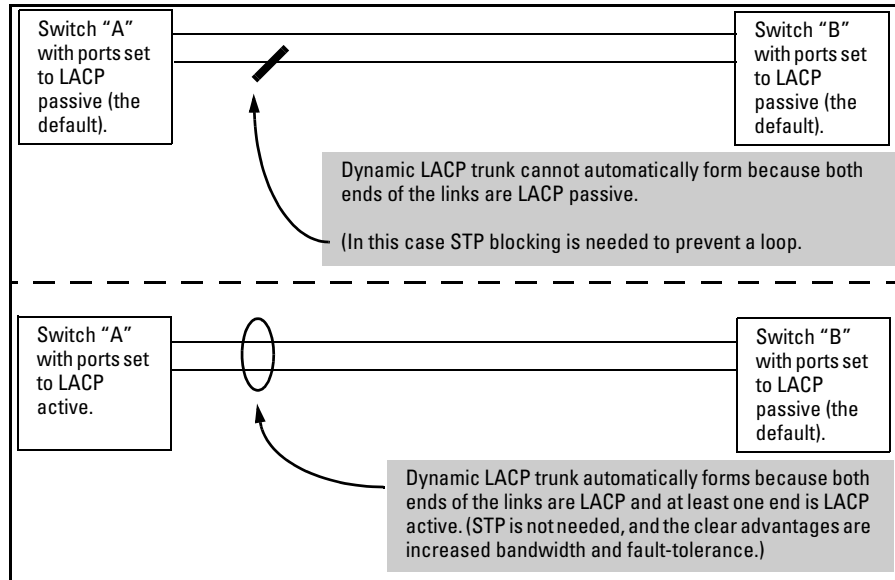 Switch “A”
with ports set
to LACP
passive (the
default).
Switch “B”
with ports set
to LACP
passive (the
default).
Dynamic LACP trunk cannot automatically form because both
ends of the links are LACP passive.
(In this case STP blocking is needed to prevent a loop.
Switch “A”
with ports set
to LACP
active.
Switch “B”
with ports set
to LACP
passive (the
default).
Dynamic LACP trunk automatically forms because both
ends of the links are LACP and at least one end is LACP
active. (STP is not needed, and the clear advantages are
increased bandwidth and fault-tolerance.)